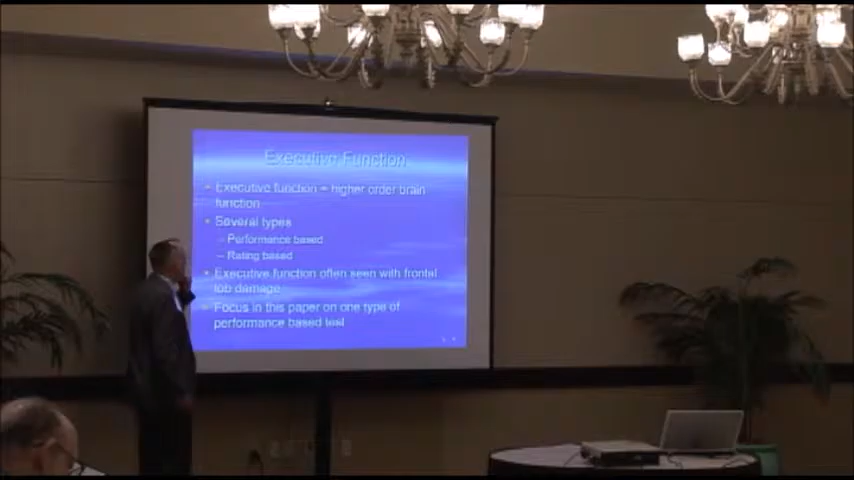 Executive Function
Executive function = higher order brain
function
Several types
– Performance based
– Rating based
Executive function often seen with frontal
lob damage
Focus in this paper on one type of
performance based test